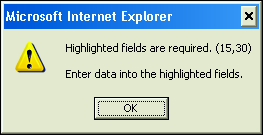 Microsoft Internet Explorer
Highlighted fields are required. (15,30)
Enter data into the highlighted fields.
OK